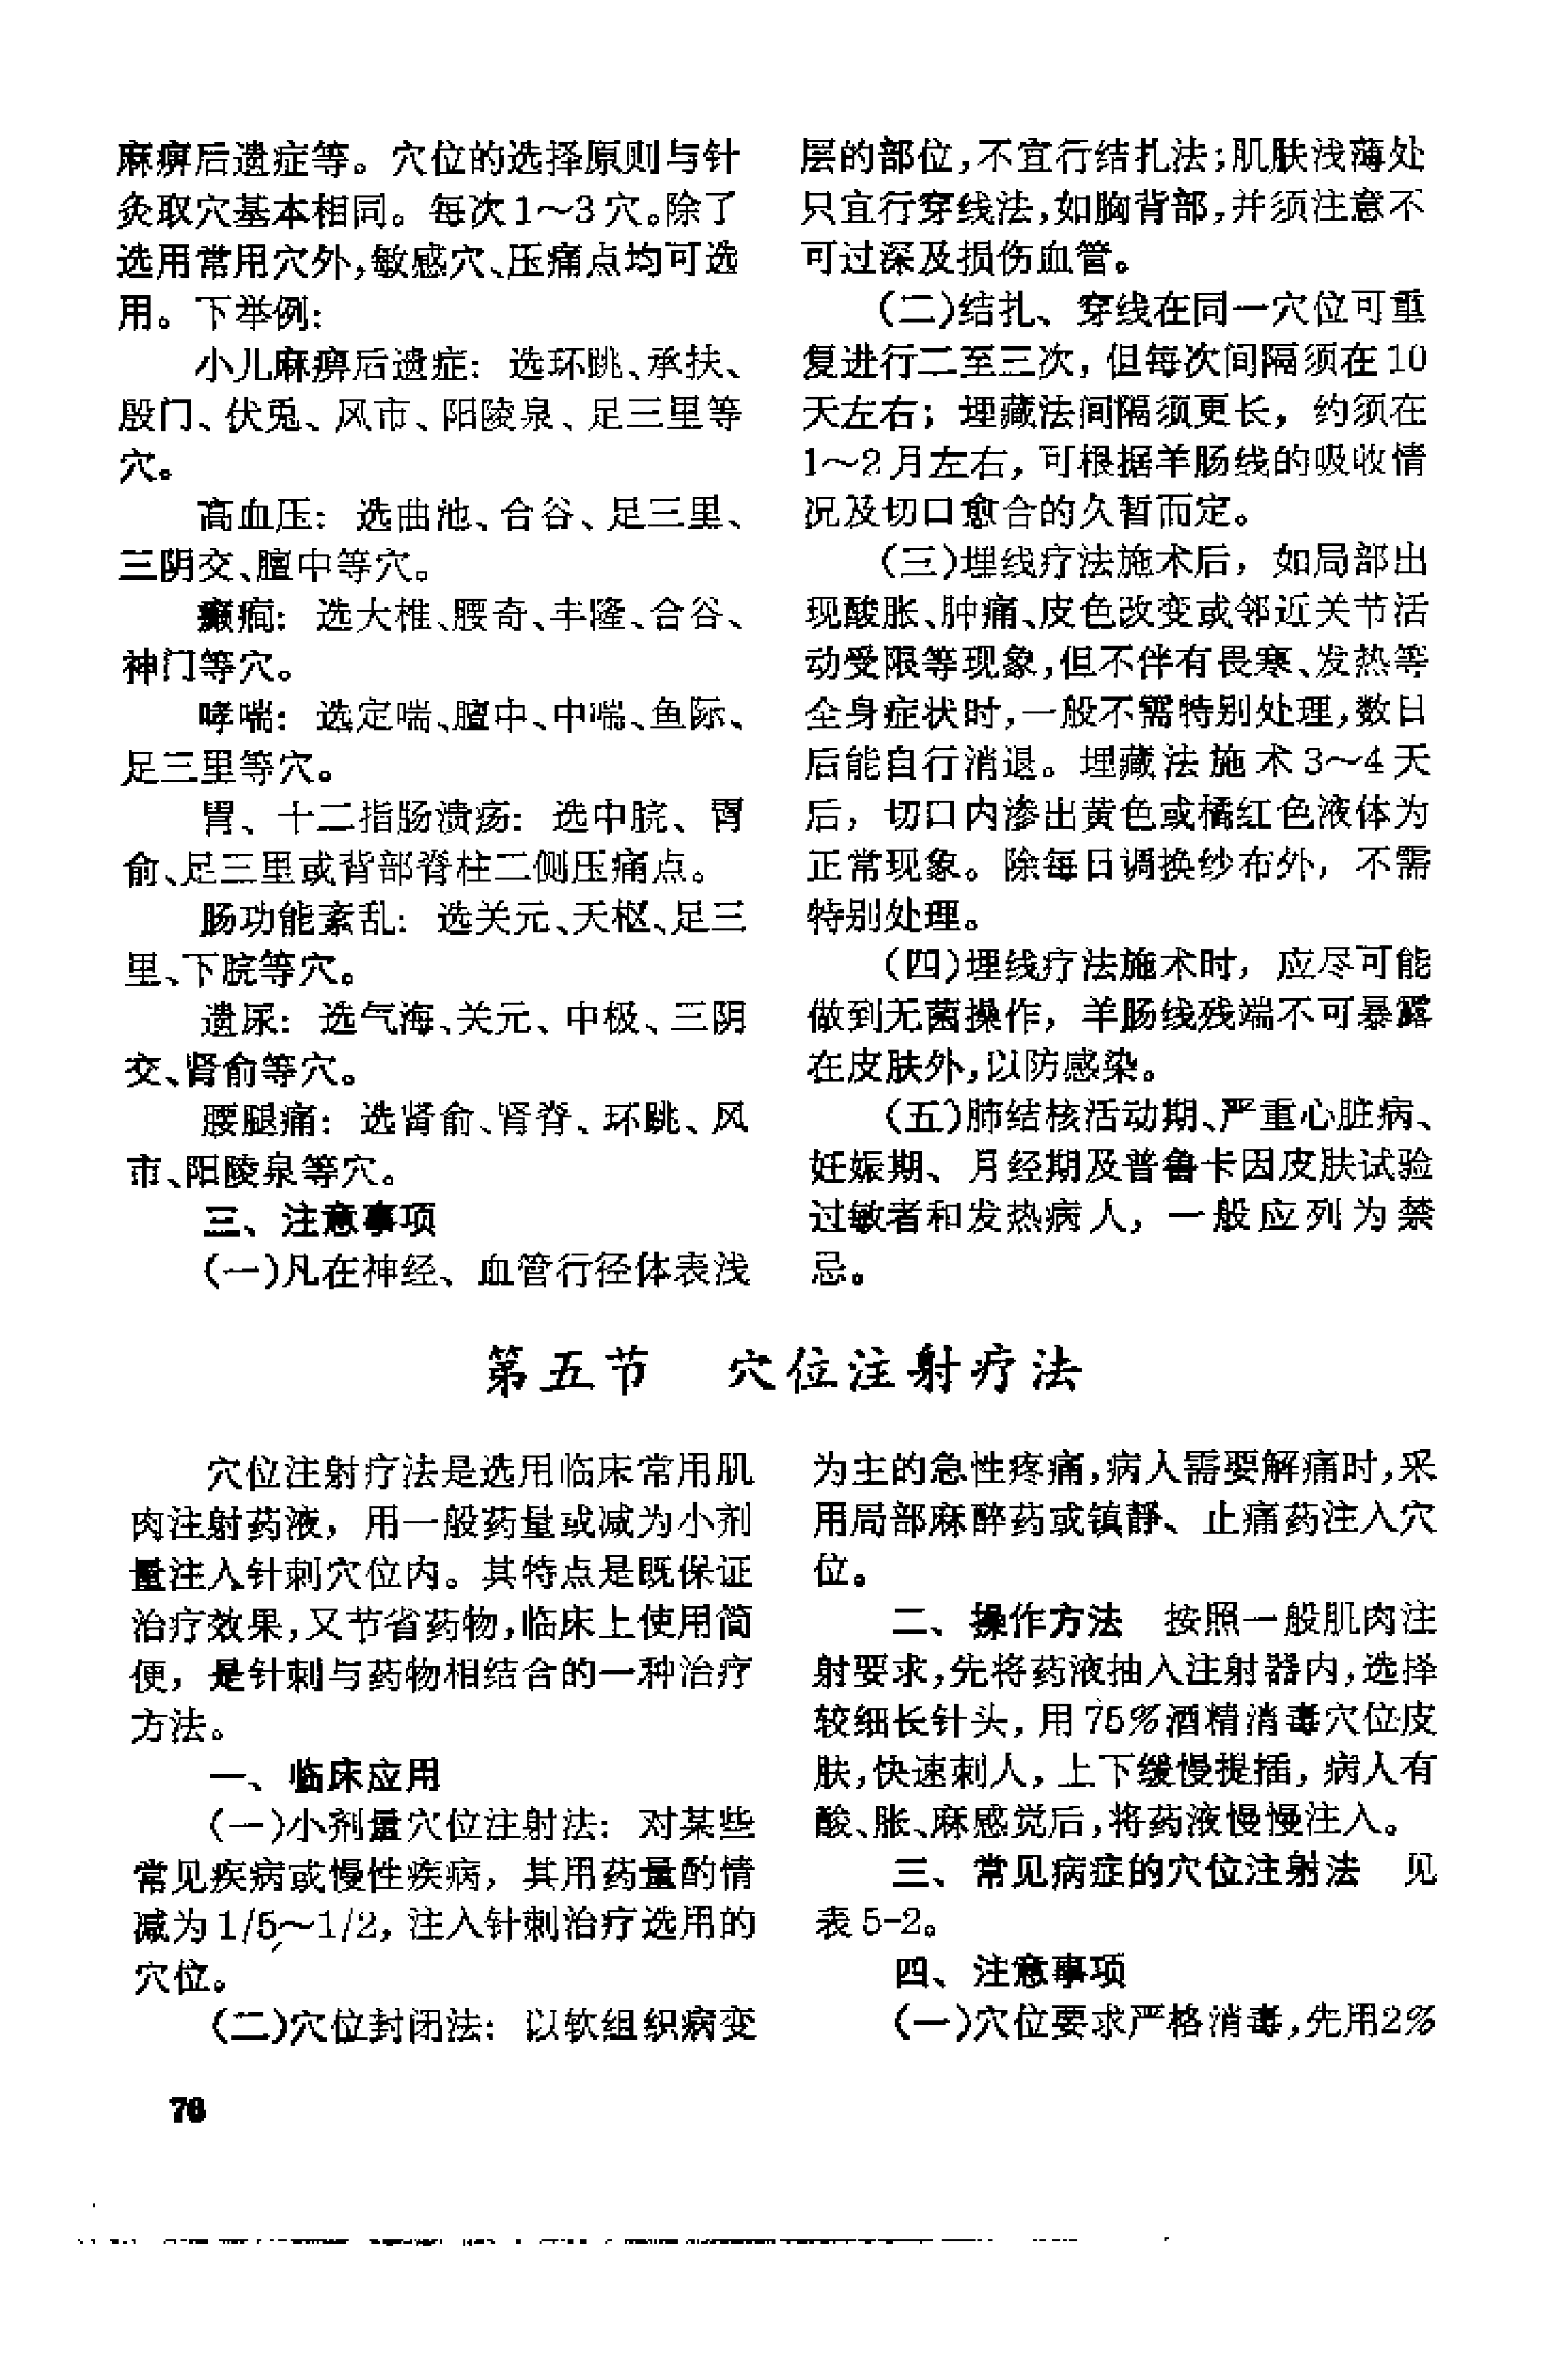 麻痹后遗症等。穴位的选择原则与针
灸取穴基本相同。每次1～3穴。除了
选用常用穴外,敏感穴、压痛点均可选
用。下举例:
小儿麻痹后遗症: 选环跳、承扶、
殷门、伏兎、风市、阳陵泉、足三里等
穴。
高血压: 选曲池、合谷、足三里、
三阴交、膻中等穴。
癫痫: 选大椎、腰奇、丰隆、合谷、
神门等穴。
哮喘: 选定喘、膻中、中喘、鱼际、
足三里等穴。
胃、十二指肠溃疡: 选中脘、胃
俞、足三里或背部脊柱二侧压痛点。
肠功能紊乱: 选关元、天枢、足三
里、下脘等穴。
遗尿: 选气海、关元、中极、三阴
交、肾俞等穴。
腰腿痛: 选肾俞、肾脊、环跳、风
市、阳陵泉等穴。
三、注意事项
(一)凡在神经、血管行径体表浅
层的部位,不宜行结扎法;肌肤浅薄处
只宜行穿线法,如胸背部,并须注意不
可过深及损伤血管。
(二)结扎、穿线在同一穴位可重
复进行二至三次, 但每次间隔须在10
天左右; 埋藏法间隔须更长, 约须在
1～2月左右, 可根据羊肠线的吸收情
况及切口愈合的久暂而定。
(三)埋线疗法施术后, 如局部出
现酸胀、肿痛、皮色改变或邻近关节活
动受限等现象,但不伴有畏寒、发热等
全身症状时,一般不需特别处理,数日
后能自行消退。埋藏法施术3～4天
后, 切口内渗出黄色或橘红色液体为
正常现象。除每日调换纱布外, 不需
特别处理。
(四)埋线疗法施术时, 应尽可能
做到无菌操作, 羊肠线残端不可暴露
在皮肤外,以防感染。
(五)肺结核活动期、严重心脏病、
妊娠期、月经期及普鲁卡因皮肤试验
过敏者和发热病人, 一般应列为禁
忌。
第五节 穴位注射疗法
穴位注射疗法是选用临床常用肌
肉注射药液, 用一般药量或减为小剂
量注入针刺穴位内。其特点是既保证
治疗效果,又节省药物,临床上使用简
便, 是针刺与药物相结合的一种治疗
方法。
一、临床应用
(一)小剂量穴位注射法: 对某些
常见疾病或慢性疾病, 其用药量酌情
减为1/5～1/2, 注入针刺治疗选用的
穴位。
(二)穴位封闭法: 以软组织病变
为主的急性疼痛,病人需要解痛时,采
用局部麻醉药或镇静、止痛药注入穴
位。
二、操作方法 按照一般肌肉注
射要求,先将药液抽入注射器内,选择
较细长针头, 用75%酒精消毒穴位皮
肤,快速刺人, 上下缓慢提插, 病人有
酸、胀、麻感觉后,将药液慢慢注入。
三、常见病症的穴位注射法 见
表5-2。
四、注意事项
(一)穴位要求严格消毒,先用2%
76